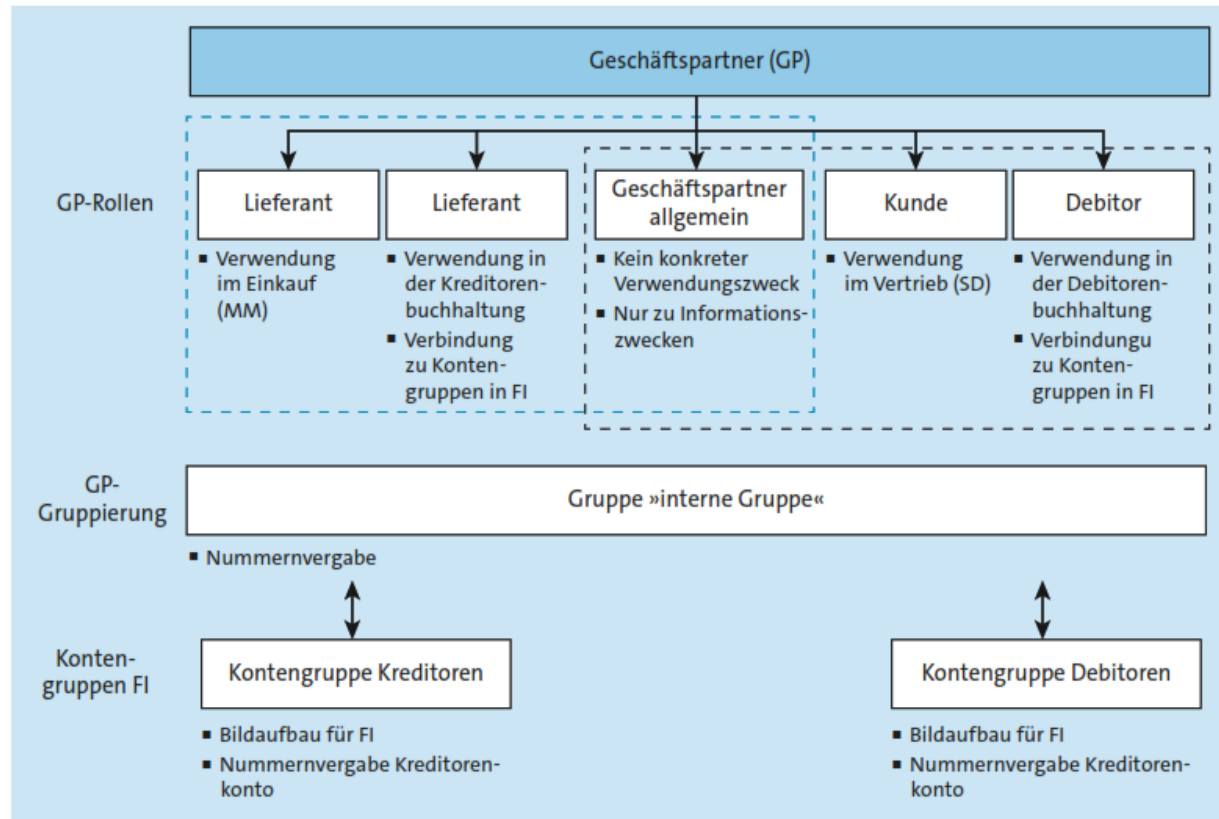 Geschäftspartner (GP)
GP-Rollen
Lieferant
▪ Verwendung
im Einkauf
(MM)
Lieferant
▪ Verwendung in
der Kreditoren-
buchhaltung
▪ Verbindung
zu Konten-
gruppen in FI
Geschäftspartner
allgemein
▪ Kein konkreter
Verwendungszweck
▪ Nur zu Informations-
zwecken
Kunde
▪ Verwendung
im Vertrieb (SD)
Debitor
▪ Verwendung in
der Debitoren-
buchhaltung
▪ Verbindungu
zu Konten-
gruppen in FI
GP-
Gruppierung
Gruppe »interne Gruppe«
▪ Nummernvergabe
Konten-
gruppen FI
Kontengruppe Kreditoren
▪ Bildaufbau für FI
▪ Nummernvergabe Kreditoren-
konto
Kontengruppe Debitoren
▪ Bildaufbau für FI
▪ Nummernvergabe Kreditoren-
konto